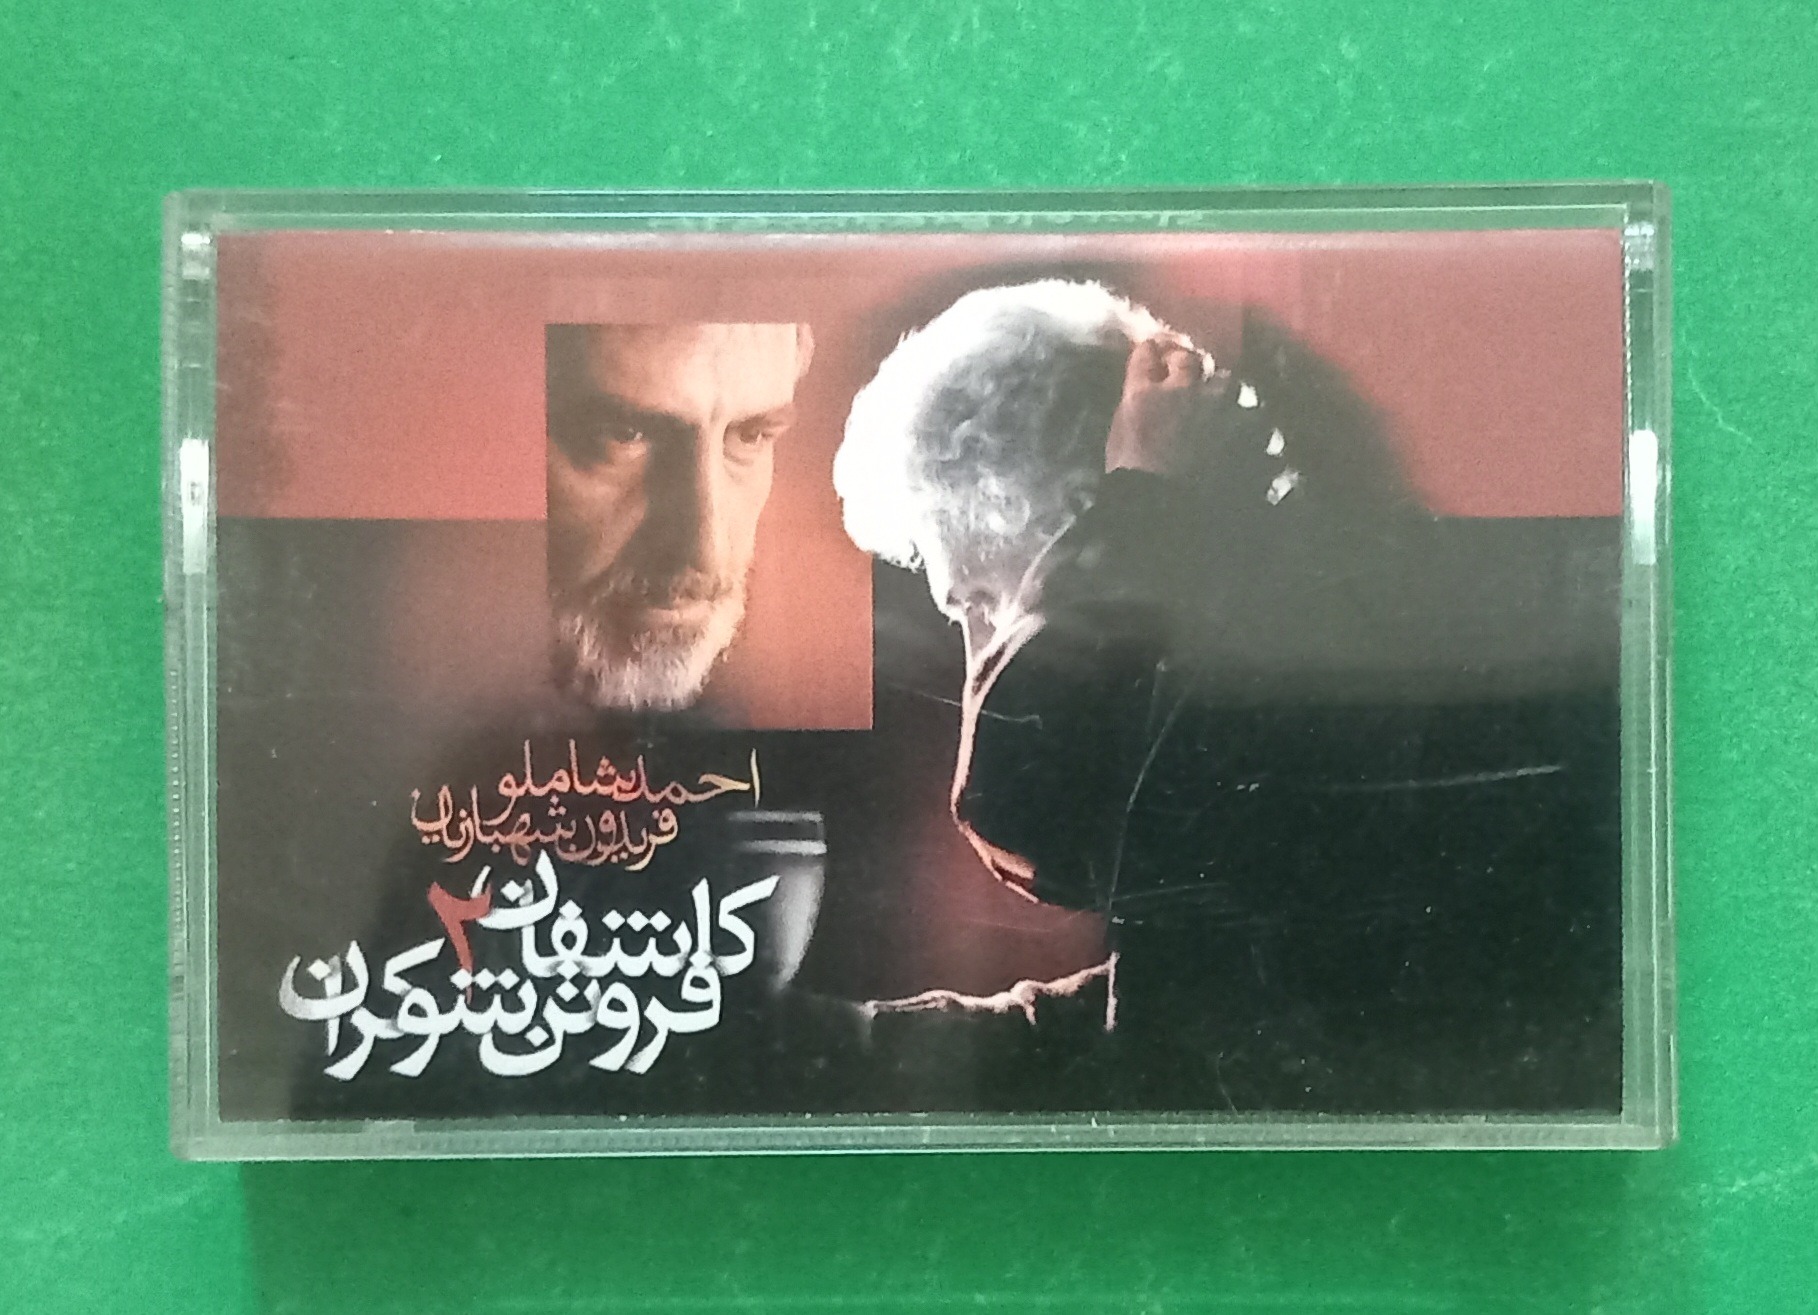 احمد شاملو
فریدون شهبازیان
کاشفان ۲
فروتن شوکران